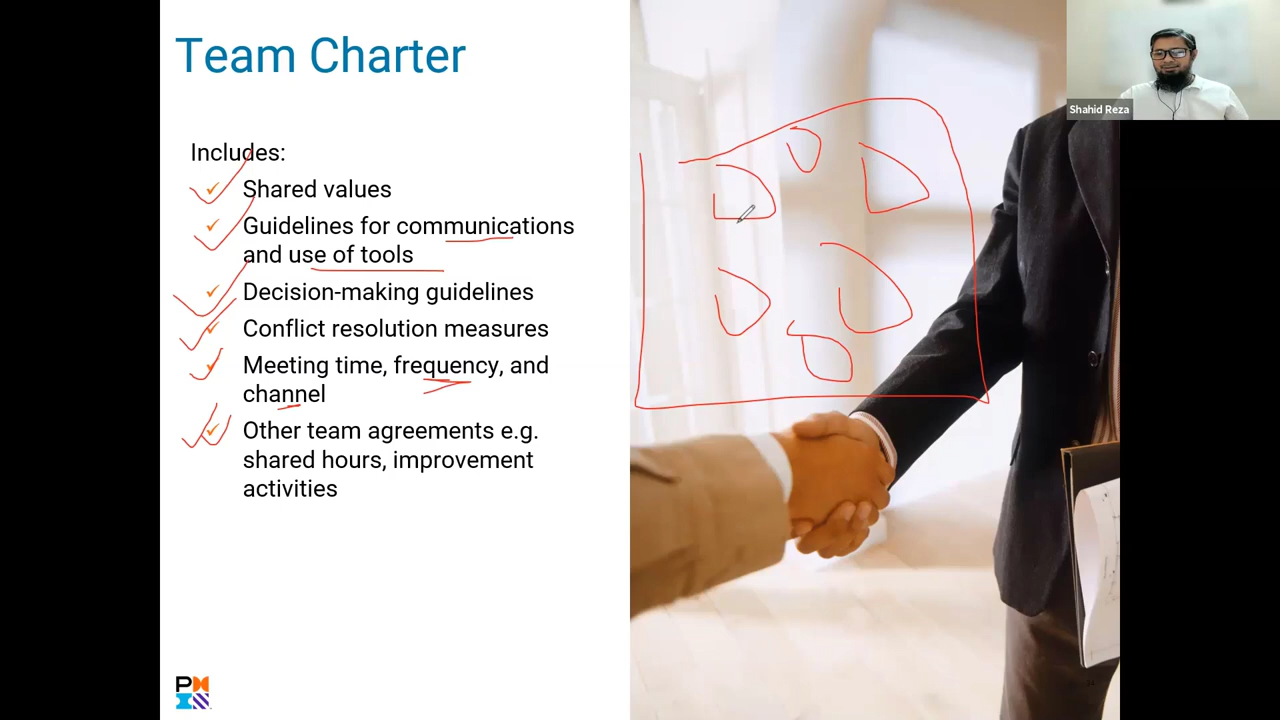 Team Charter
Shahid Reza
Includes:
Shared values
Guidelines for communications
and use of tools
Decision-making guidelines
Conflict resolution measures
Meeting time, frequency, and
channel
Other team agreements e.g.
shared hours, improvement
activities